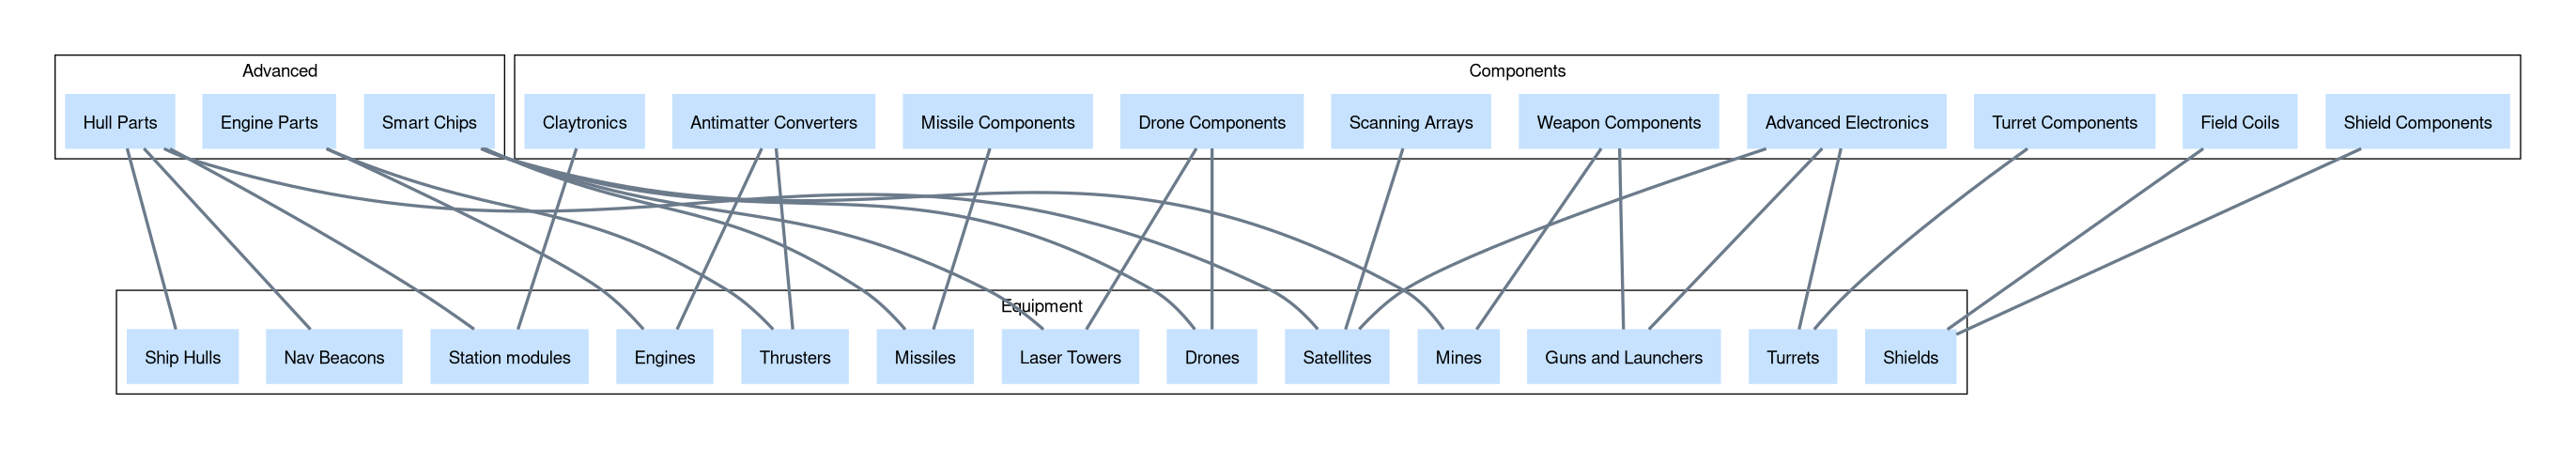 Advanced
Components
Hull Parts
Engine Parts
Smart Chips
Claytronics
Antimatter Converters
Missile Components
Drone Components
Scanning Arrays
Weapon Components
Advanced Electronics
Turret Components
Field Coils
Shield Components
Equipment
Ship Hulls
Nav Beacons
Station modules
Engines
Thrusters
Missiles
Laser Towers
Drones
Satellites
Mines
Guns and Launchers
Turrets
Shields